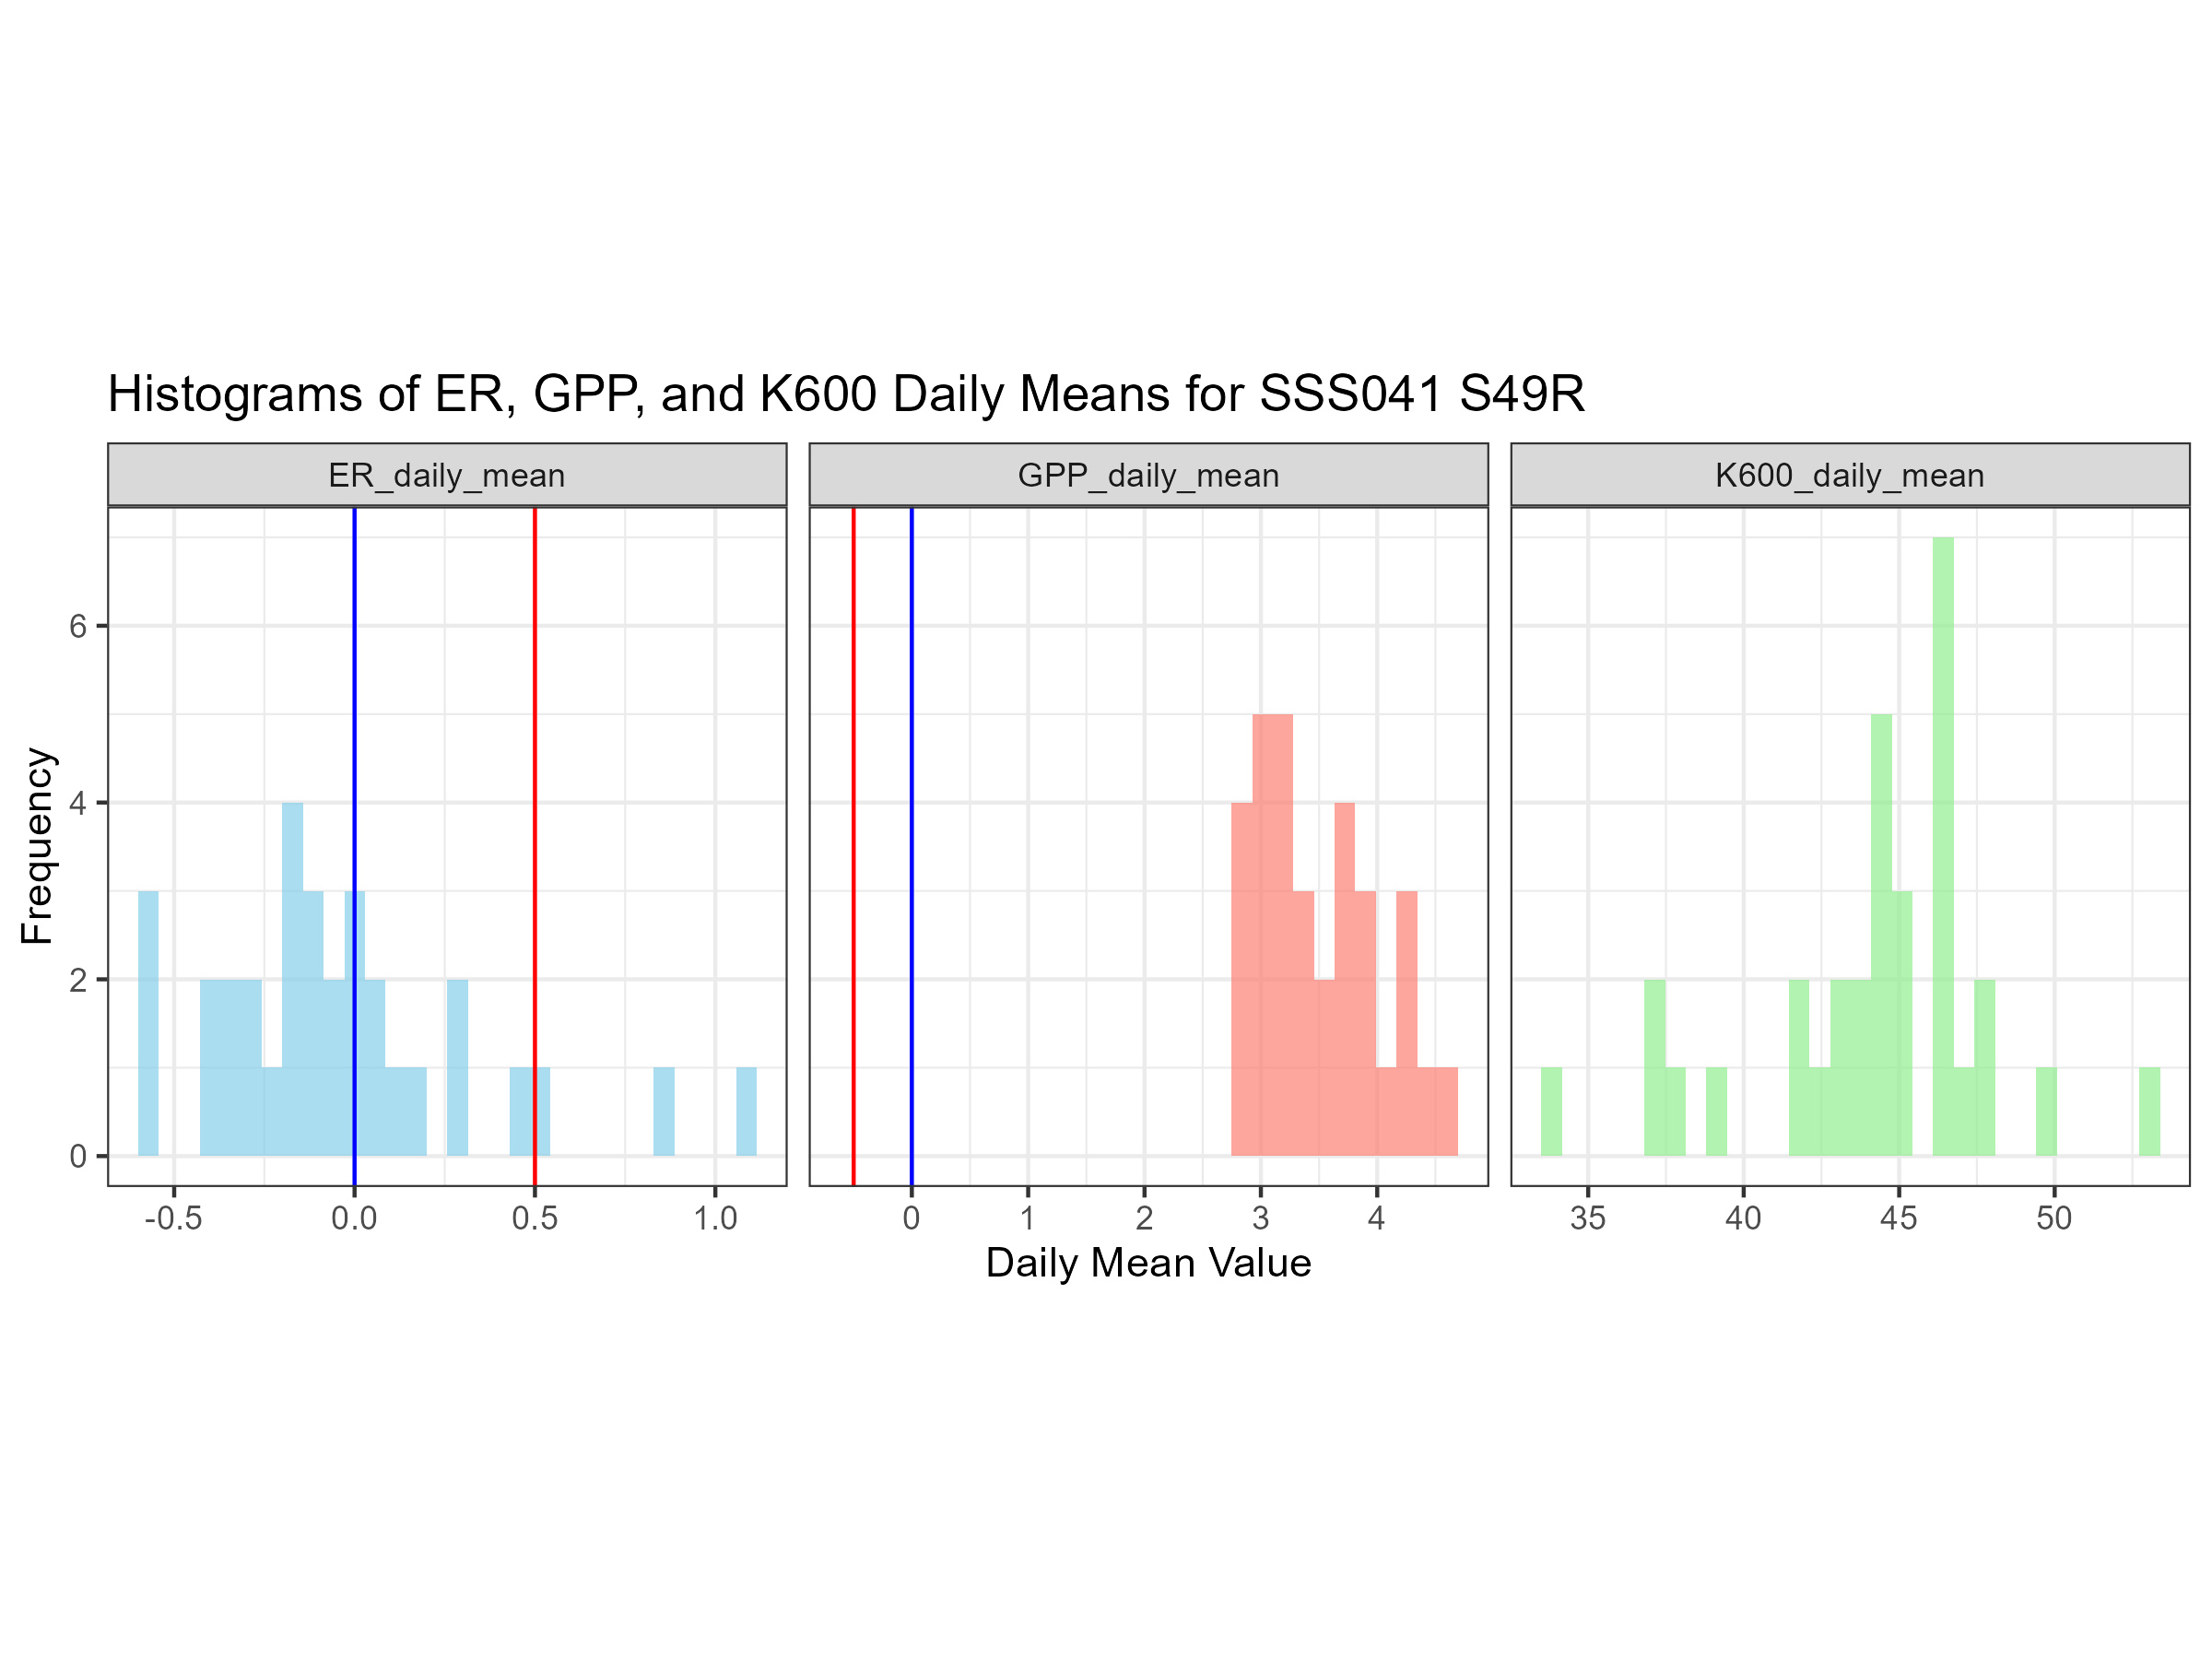 Histograms of ER, GPP, and K600 Daily Means for SSS041 S49R
ER_daily_mean GPP_daily_mean K600_daily_mean
Frequency
6
4
2
0
-0.5 0.0 0.5 1.0 0 1 2 3 4 35 40 45 50
Daily Mean Value